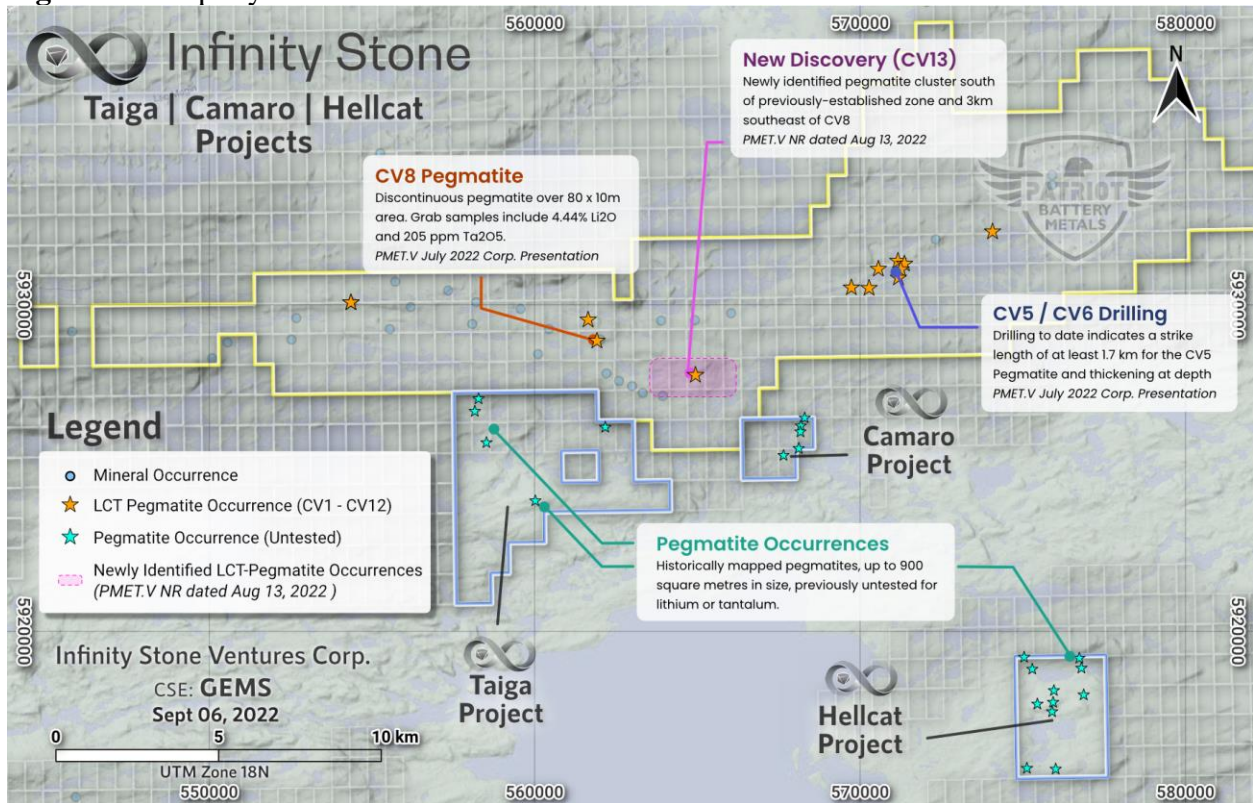 560000
570000
580000
Infinity Stone
Taiga | Camaro | Hellcat
Projects
New Discovery (CV13)
Newly identified pegmatite cluster south
of previously-established zone and 3km
southeast of CV8
PMET.V NR dated Aug 13, 2022
N
PATRIOT
BATTERY
METALS
CV8 Pegmatite
Discontinuous pegmatite over 80 x 10m
area. Grab samples include 4.44% Li2O
and 205 ppm Ta2O5.
PMET.V July 2022 Corp. Presentation
5930000
5930000
CV5 / CV6 Drilling
Drilling to date indicates a strike
length of at least 1.7 km for the CV5
Pegmatite and thickening at depth
PMET.V July 2022 Corp. Presentation
Camaro
Project
Legend
Mineral Occurrence
LCT Pegmatite Occurrence (CV1 - CV12)
Pegmatite Occurrence (Untested)
Newly Identified LCT-Pegmatite Occurrences
(PMET.V NR dated Aug 13, 2022 )
Pegmatite Occurrences
Historically mapped pegmatites, up to 900
square metres in size, previously untested for
lithium or tantalum.
5920000
5920000
Infinity Stone Ventures Corp.
CSE: GEMS
Sept 06, 2022
0 5 10 km
UTM Zone 18N
Taiga
Project
Hellcat
Project
550000
560000
570000
580000